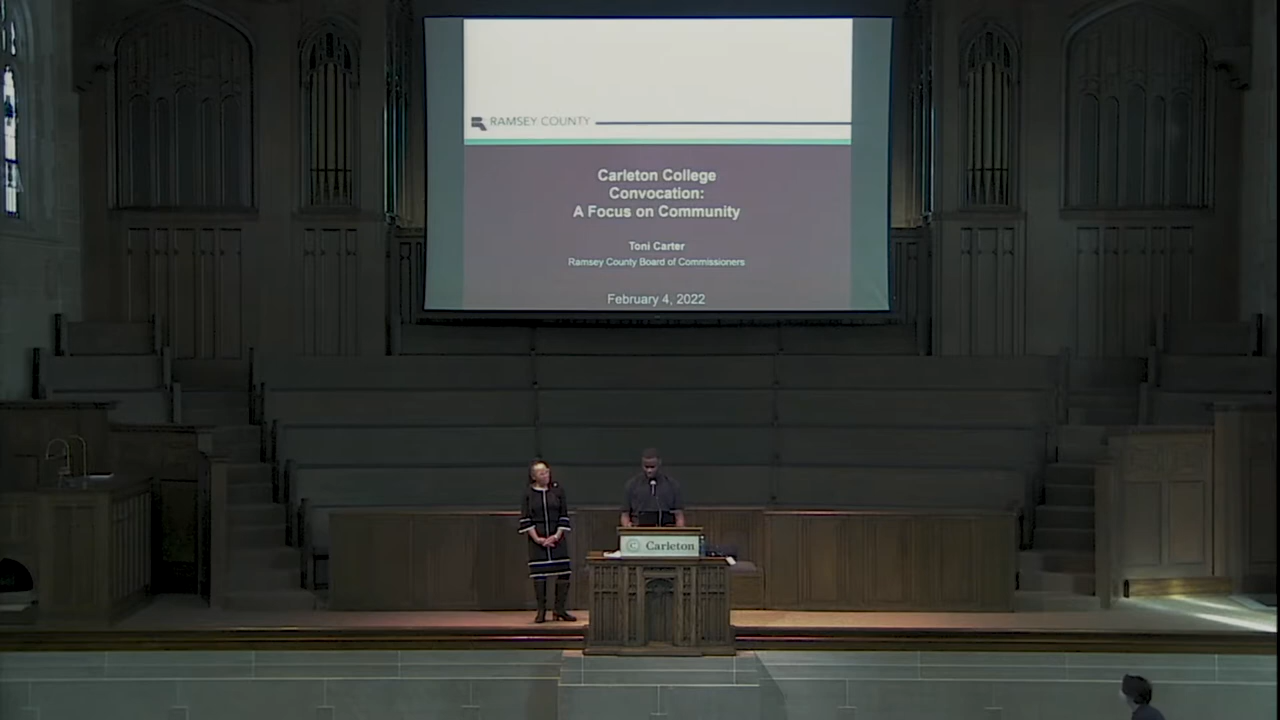 RAMSEY COUNTY
Carleton College
Convocation:
A Focus on Community
Toni Carter
Ramsey County Board of Commissioners
February 4, 2022
Carleton